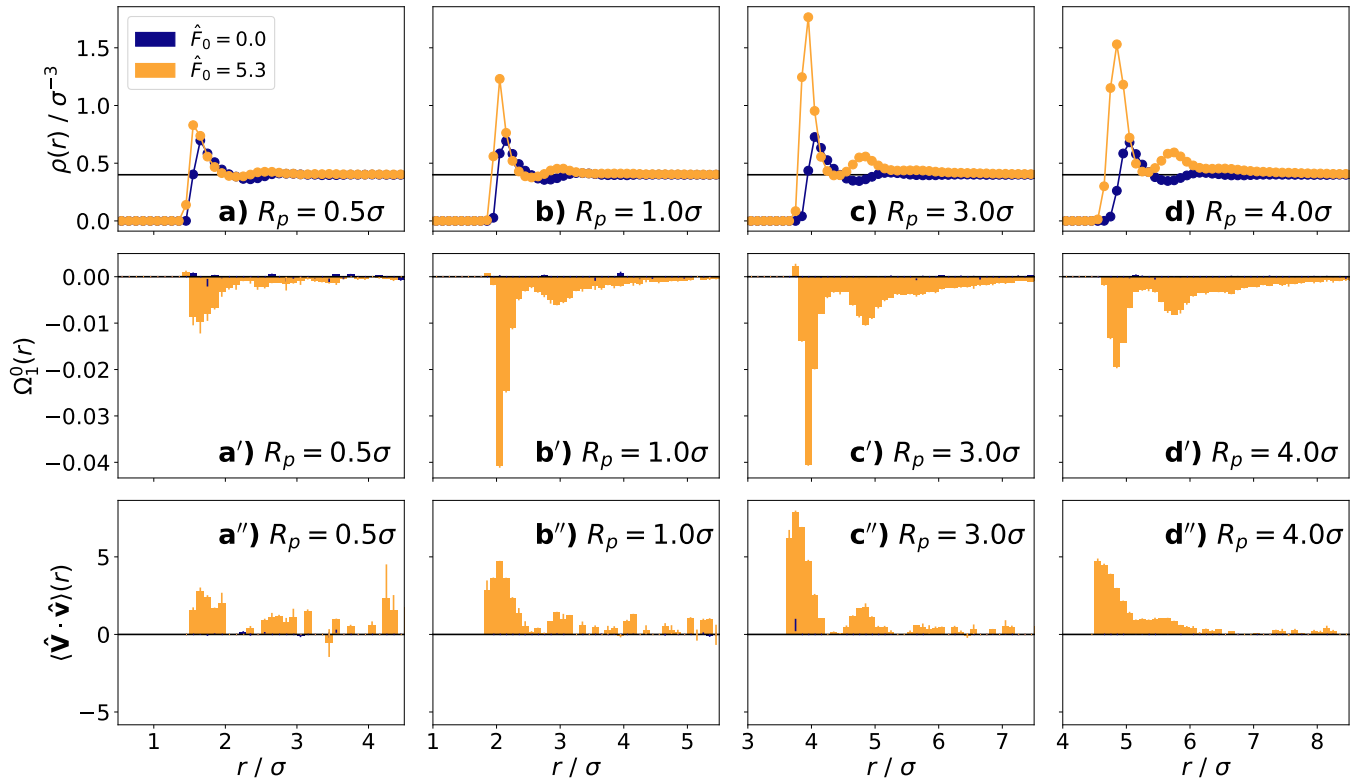 F̂₀ = 0.0
F̂₀ = 5.3
ρ(r) / σ⁻³
1.5
1.0
0.5
0.0
a) Rₚ = 0.5σ
b) Rₚ = 1.0σ
c) Rₚ = 3.0σ
d) Rₚ = 4.0σ
Ω₁⁰(r)
0.00
−0.01
−0.02
−0.03
−0.04
a′) Rₚ = 0.5σ
b′) Rₚ = 1.0σ
c′) Rₚ = 3.0σ
d′) Rₚ = 4.0σ
⟨V̂ · v̂⟩(r)
5
0
−5
a′′) Rₚ = 0.5σ
b′′) Rₚ = 1.0σ
c′′) Rₚ = 3.0σ
d′′) Rₚ = 4.0σ
1 2 3 4
1 2 3 4 5
3 4 5 6 7
4 5 6 7 8
r / σ
r / σ
r / σ
r / σ